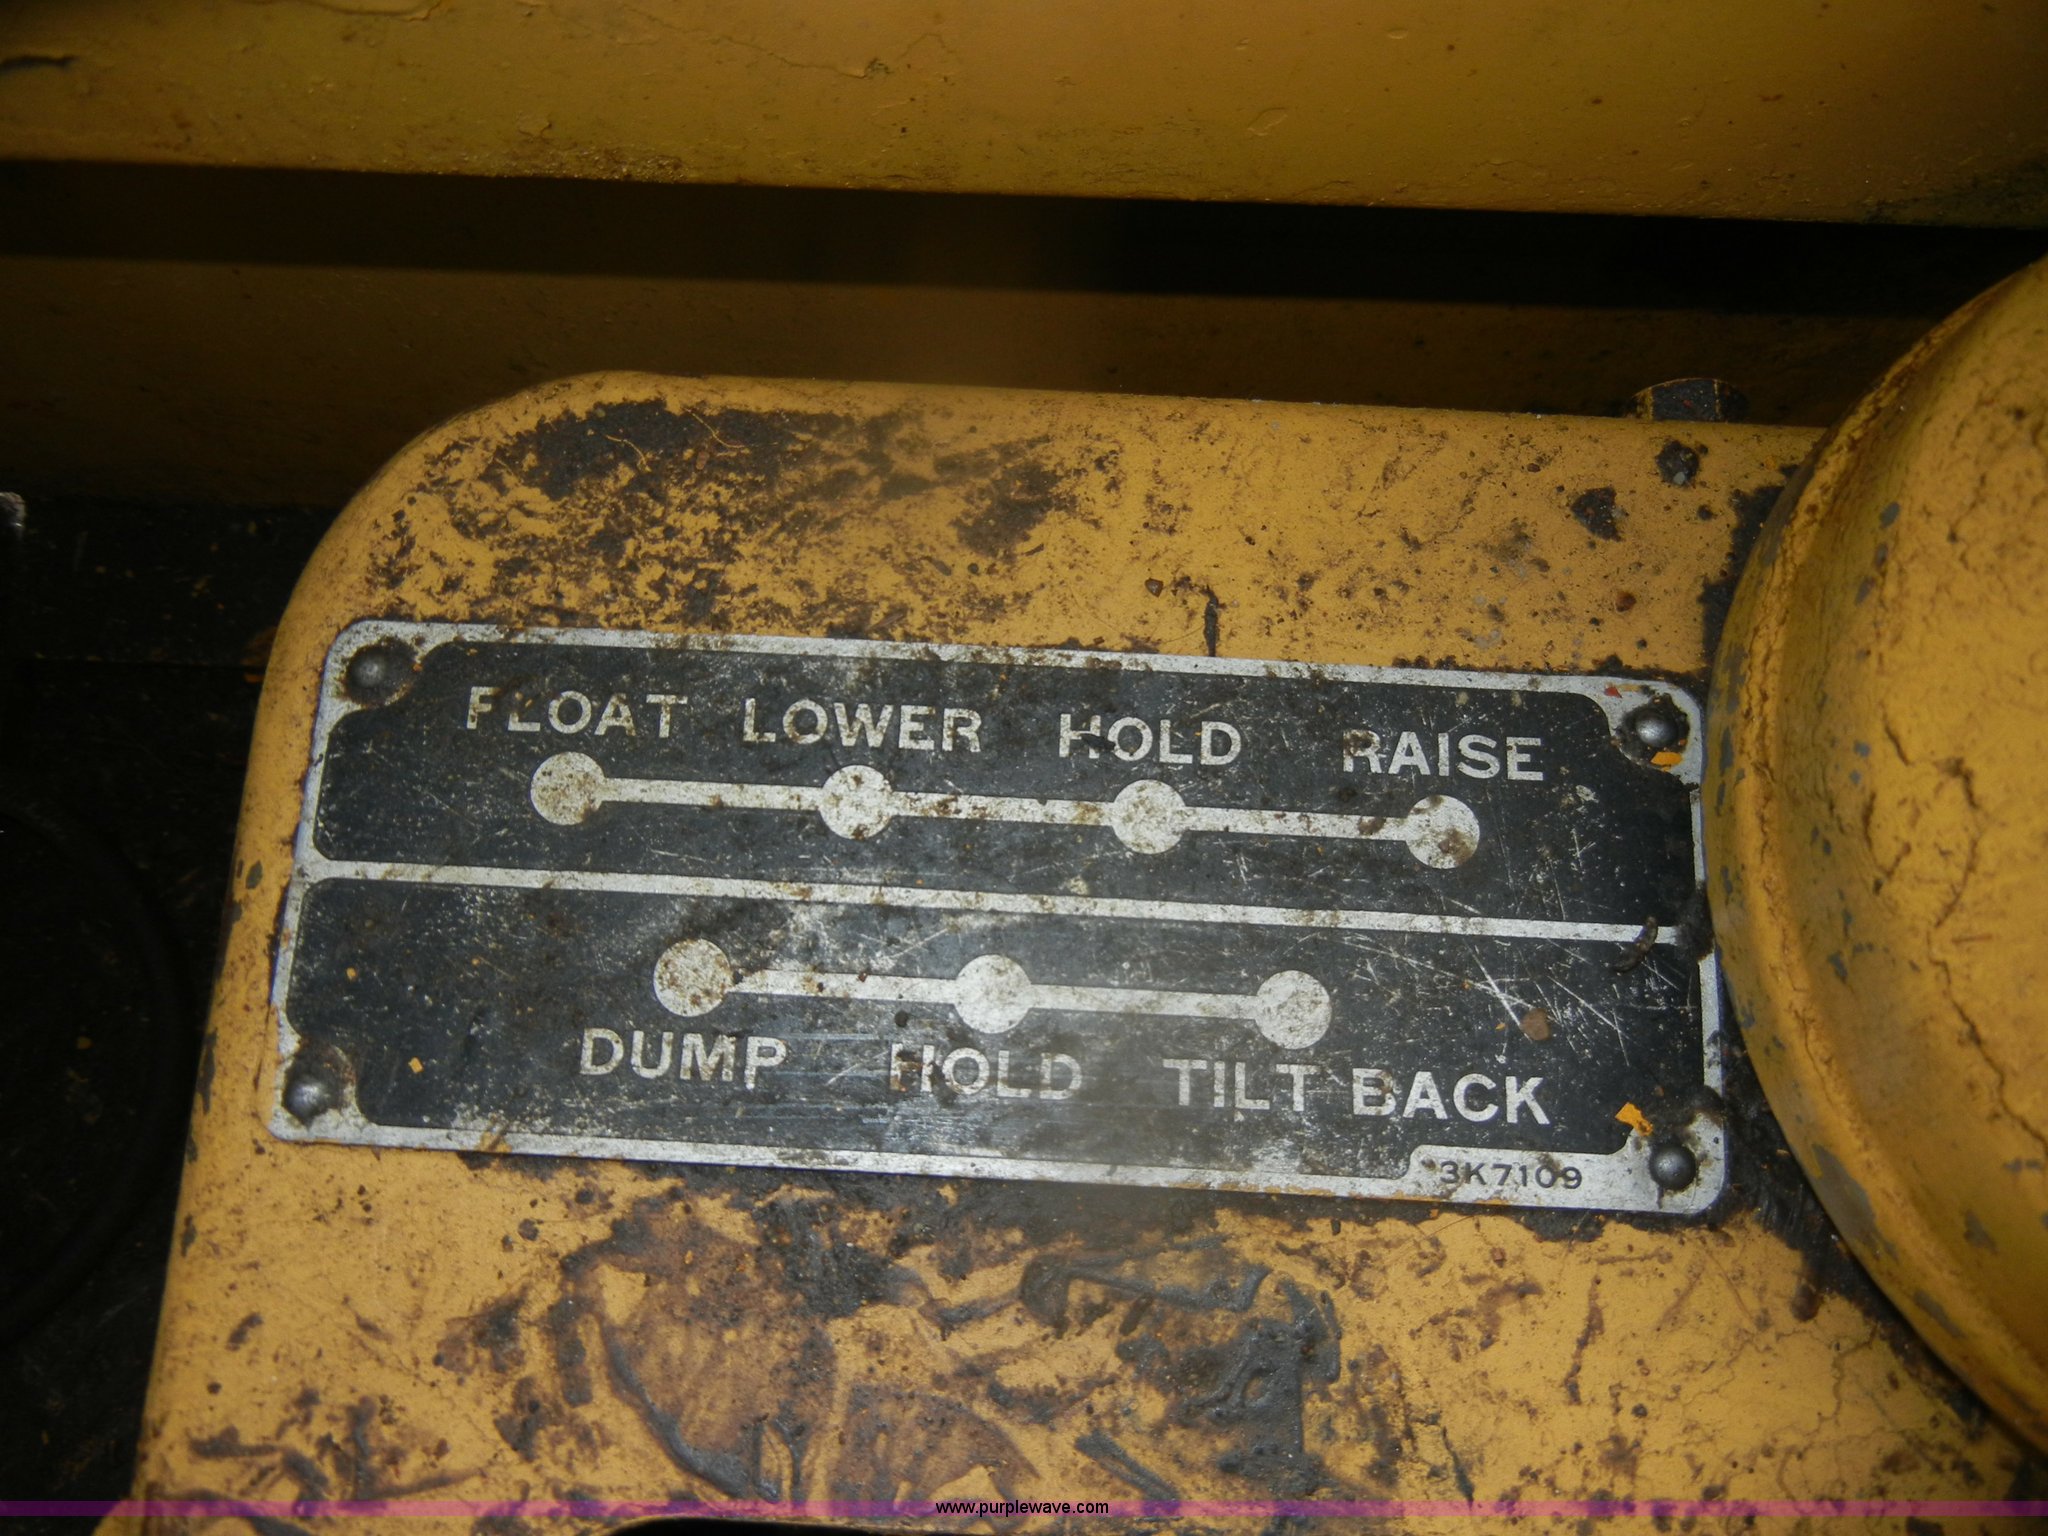 FLOAT LOWER HOLD RAISE
DUMP HOLD TILT BACK
3K7109
www.purplewave.com